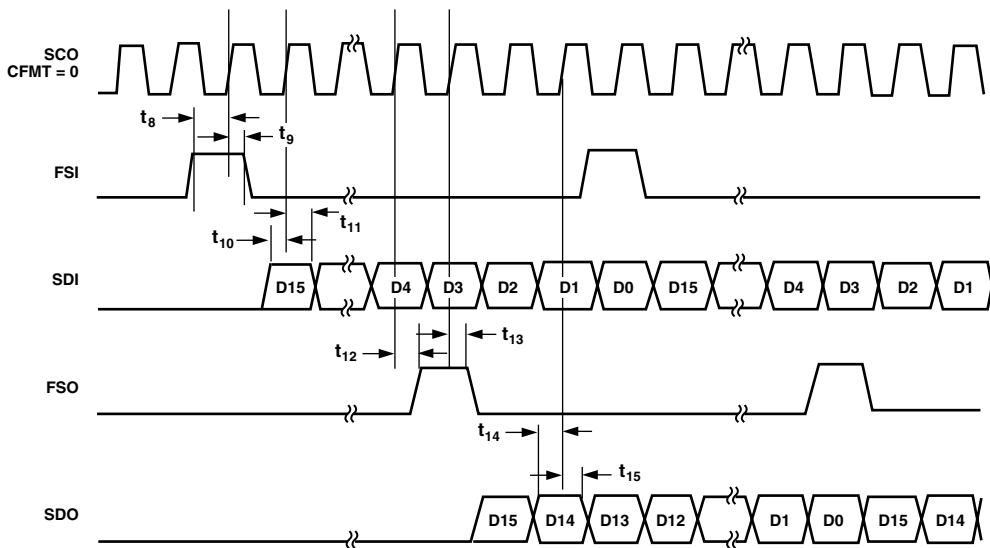 SCO
CFMT = 0
t8
t9
FSI
t10
t11
SDI
D15 D4 D3 D2 D1 D0 D15 D4 D3 D2 D1
t12
t13
FSO
t14
t15
SDO
D15 D14 D13 D12 D1 D0 D15 D14